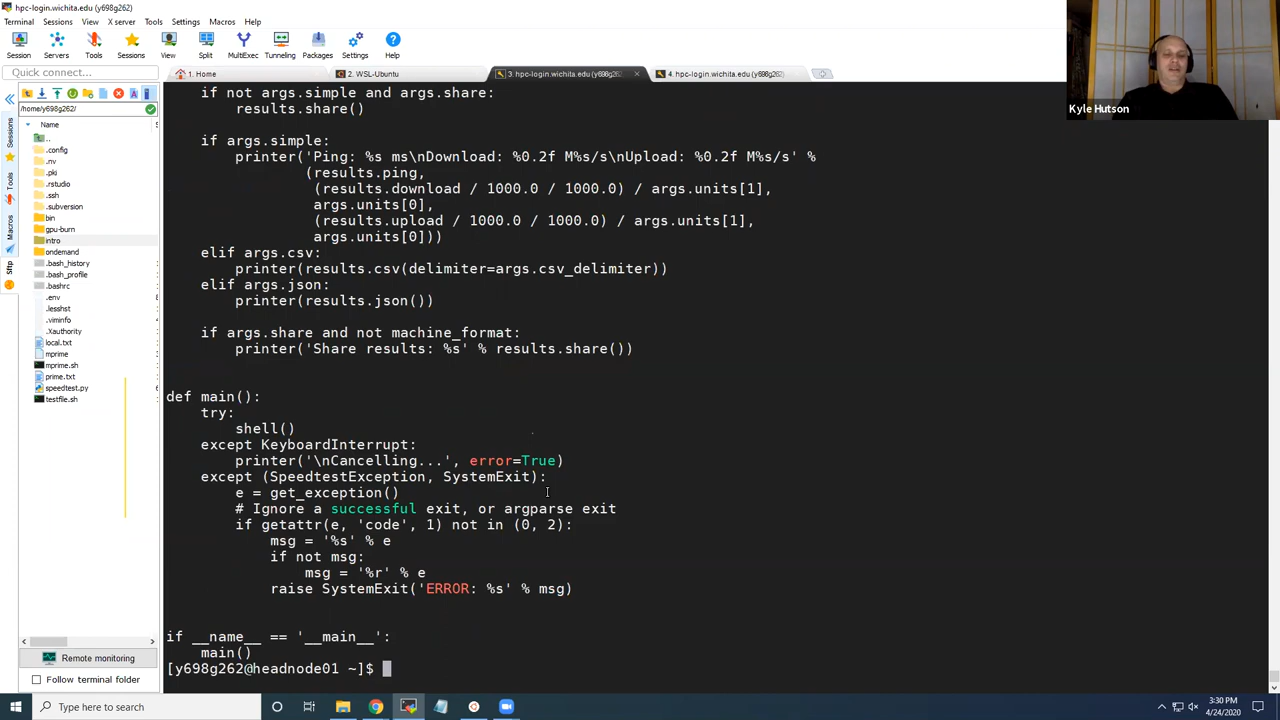 hpc-login.wichita.edu (y698g262)
Terminal Sessions View X server Tools Settings Macros Help
Session Servers Tools Sessions View Split MultiExec Tunneling Packages Settings Help
Quick connect...
1. Home
2. WSL-Ubuntu
3. hpc-login.wichita.edu (y698g262)
4. hpc-login.wichita.edu (y698g262)
Kyle Hutson
Sessions
Tools
Macros
Sftp
/home/y698g262/
Name
..
.config
.nv
.pki
.rstudio
.ssh
.subversion
bin
gpu-burn
intro
ondemand
.bash_history
.bash_profile
.bashrc
.env
.lesshst
.viminfo
.Xauthority
local.txt
mprime
mprime.sh
prime.txt
speedtest.py
testfile.sh
Remote monitoring
Follow terminal folder
if not args.simple and args.share:
results.share()
if args.simple:
printer('Ping: %s ms\nDownload: %0.2f M%s/s\nUpload: %0.2f M%s/s' %
(results.ping,
(results.download / 1000.0 / 1000.0) / args.units[1],
args.units[0],
(results.upload / 1000.0 / 1000.0) / args.units[1],
args.units[0]))
elif args.csv:
printer(results.csv(delimiter=args.csv_delimiter))
elif args.json:
printer(results.json())
if args.share and not machine_format:
printer('Share results: %s' % results.share())
def main():
try:
shell()
except KeyboardInterrupt:
printer('\nCancelling...', error=True)
except (SpeedtestException, SystemExit):
e = get_exception()
# Ignore a successful exit, or argparse exit
if getattr(e, 'code', 1) not in (0, 2):
msg = '%s' % e
if not msg:
msg = '%r' % e
raise SystemExit('ERROR: %s' % msg)
if __name__ == '__main__':
main()
[y698g262@headnode01 ~]$
Type here to search
3:30 PM
4/24/2020